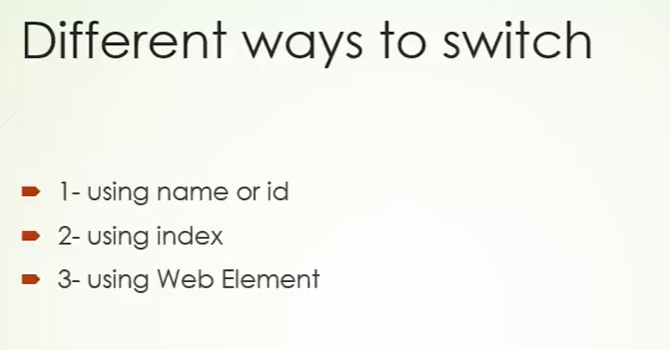 Different ways to switch
1- using name or id
2- using index
3- using Web Element